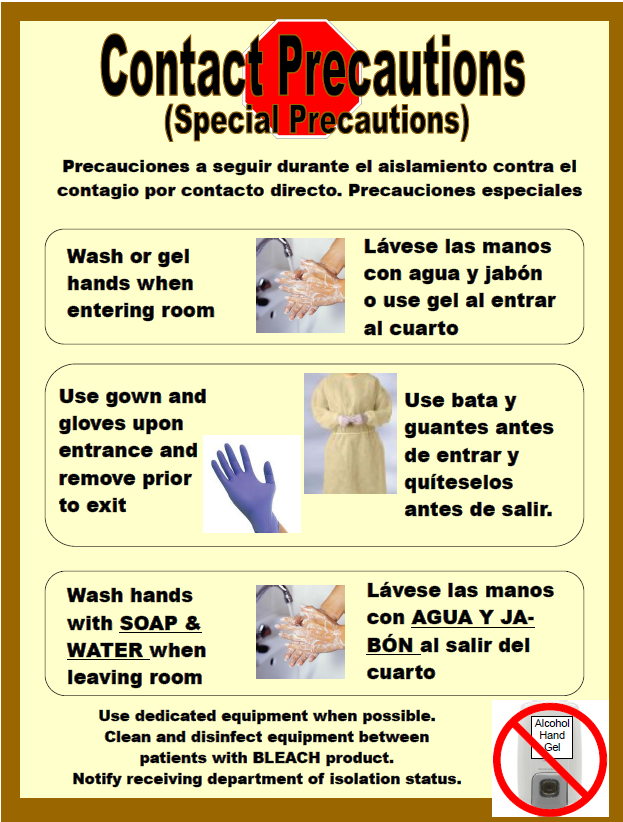 Contact Precautions
(Special Precautions)
Precauciones a seguir durante el aislamiento contra el
contagio por contacto directo. Precauciones especiales
Wash or gel
hands when
entering room
Lávese las manos
con agua y jabón
o use gel al entrar
al cuarto
Use gown and
gloves upon
entrance and
remove prior
to exit
Use bata y
guantes antes
de entrar y
quíteselos
antes de salir.
Wash hands
with SOAP &
WATER when
leaving room
Lávese las manos
con AGUA Y JA-
BÓN al salir del
cuarto
Use dedicated equipment when possible.
Clean and disinfect equipment between
patients with BLEACH product.
Notify receiving department of isolation status.
Alcohol
Hand
Gel